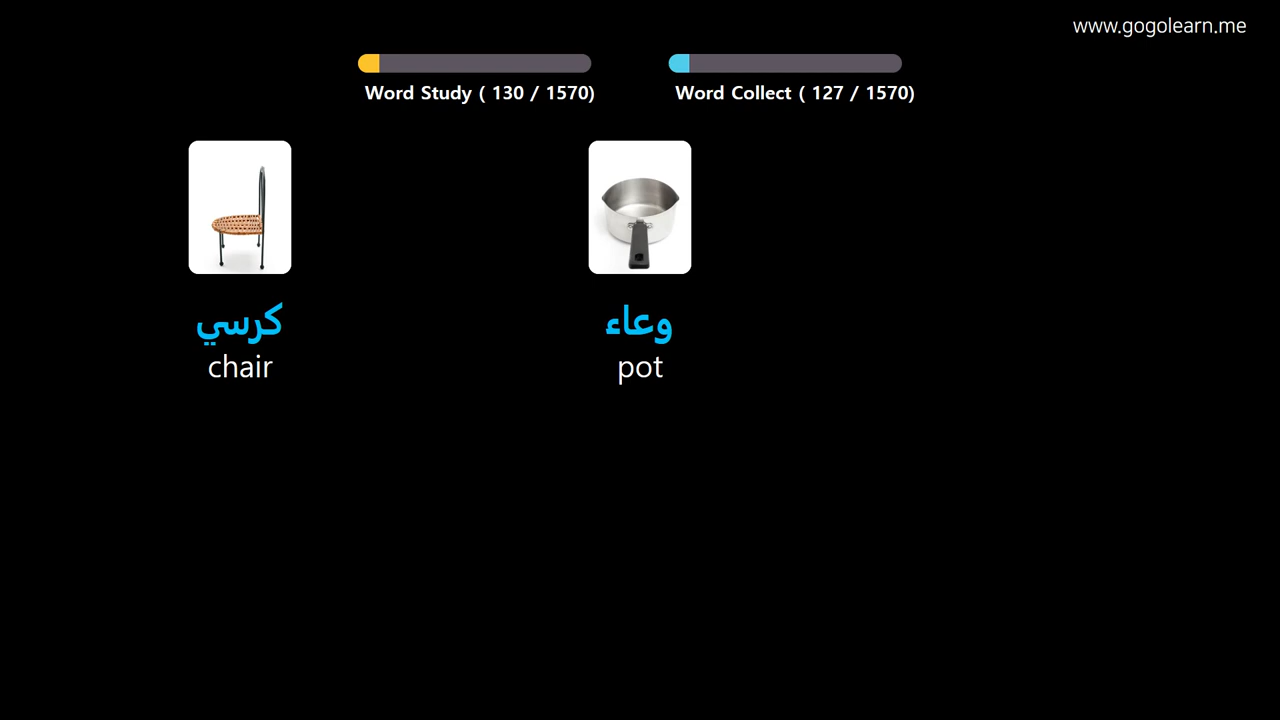 www.gogolearn.me
Word Study ( 130 / 1570)
Word Collect ( 127 / 1570)
كرسي
chair
وعاء
pot